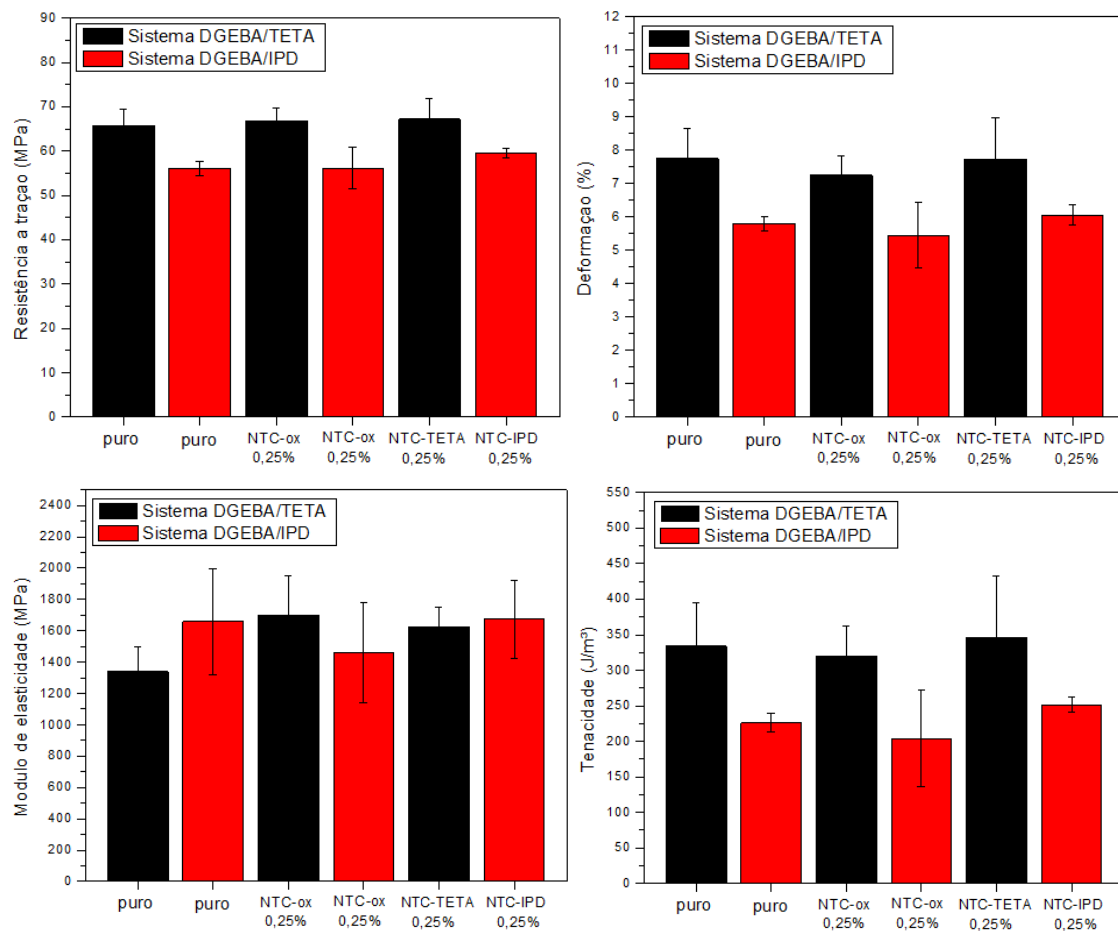 Resistência a traçao (MPa)
90
80
70
60
50
40
30
20
10
0
Sistema DGEBA/TETA
Sistema DGEBA/IPD
puro puro NTC-ox NTC-ox NTC-TETA NTC-IPD
0,25% 0,25% 0,25% 0,25%
Deformaçao (%)
12
11
10
9
8
7
6
5
4
3
2
1
0
Sistema DGEBA/TETA
Sistema DGEBA/IPD
puro puro NTC-ox NTC-ox NTC-TETA NTC-IPD
0,25% 0,25% 0,25% 0,25%
Modulo de elasticidade (MPa)
2400
2200
2000
1800
1600
1400
1200
1000
800
600
400
200
0
Sistema DGEBA/TETA
Sistema DGEBA/IPD
puro puro NTC-ox NTC-ox NTC-TETA NTC-IPD
0,25% 0,25% 0,25% 0,25%
Tenacidade (J/m³)
550
500
450
400
350
300
250
200
150
100
50
0
Sistema DGEBA/TETA
Sistema DGEBA/IPD
puro puro NTC-ox NTC-ox NTC-TETA NTC-IPD
0,25% 0,25% 0,25% 0,25%